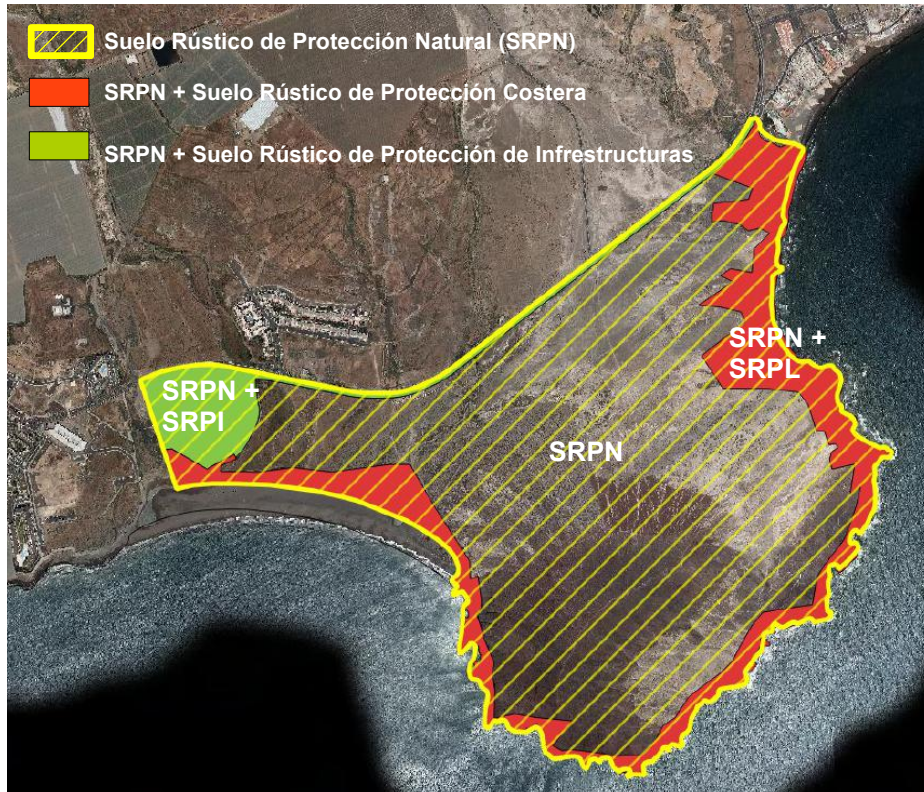 Suelo Rústico de Protección Natural (SRPN)
SRPN + Suelo Rústico de Protección Costera
SRPN + Suelo Rústico de Protección de Infrestructuras
SRPN +
SRPL
SRPN +
SRPI
SRPN